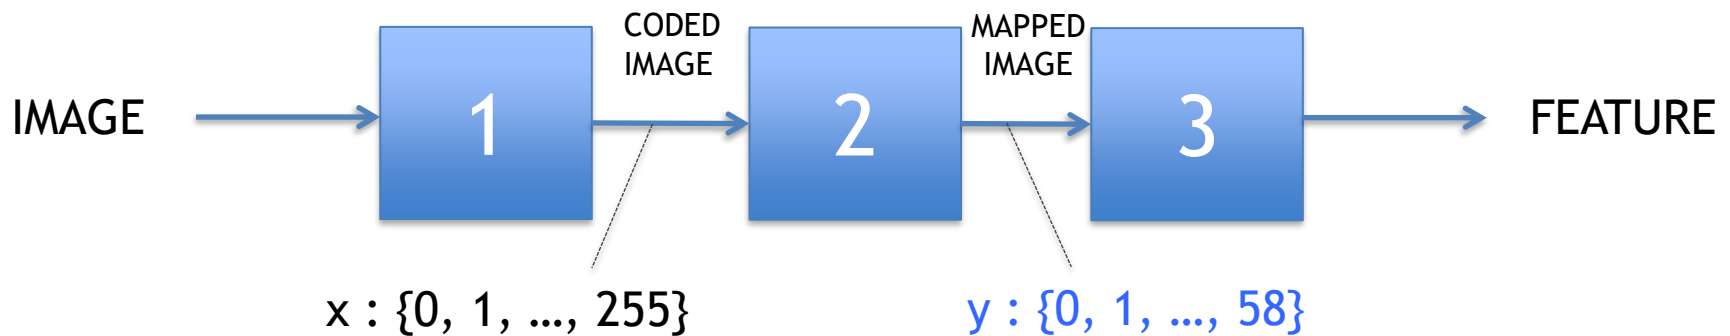 IMAGE
1
CODED
IMAGE
2
MAPPED
IMAGE
3
FEATURE
x : {0, 1, …, 255}
y : {0, 1, …, 58}